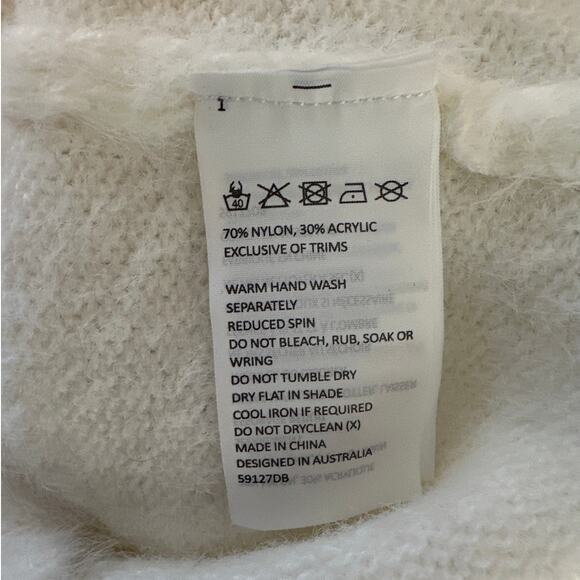 1
40
70% NYLON, 30% ACRYLIC
EXCLUSIVE OF TRIMS
WARM HAND WASH
SEPARATELY
REDUCED SPIN
DO NOT BLEACH, RUB, SOAK OR
WRING
DO NOT TUMBLE DRY
DRY FLAT IN SHADE
COOL IRON IF REQUIRED
DO NOT DRYCLEAN (X)
MADE IN CHINA
DESIGNED IN AUSTRALIA
59127DB